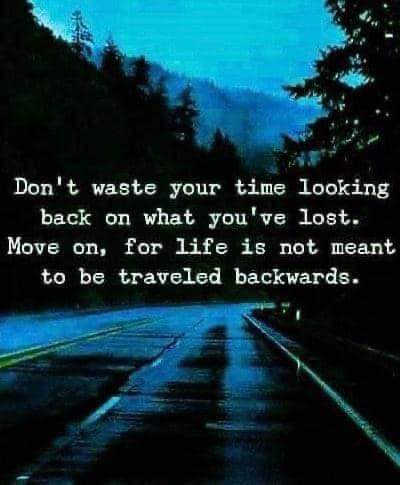 Don't waste your time looking
back on what you've lost.
Move on, for life is not meant
to be traveled backwards.